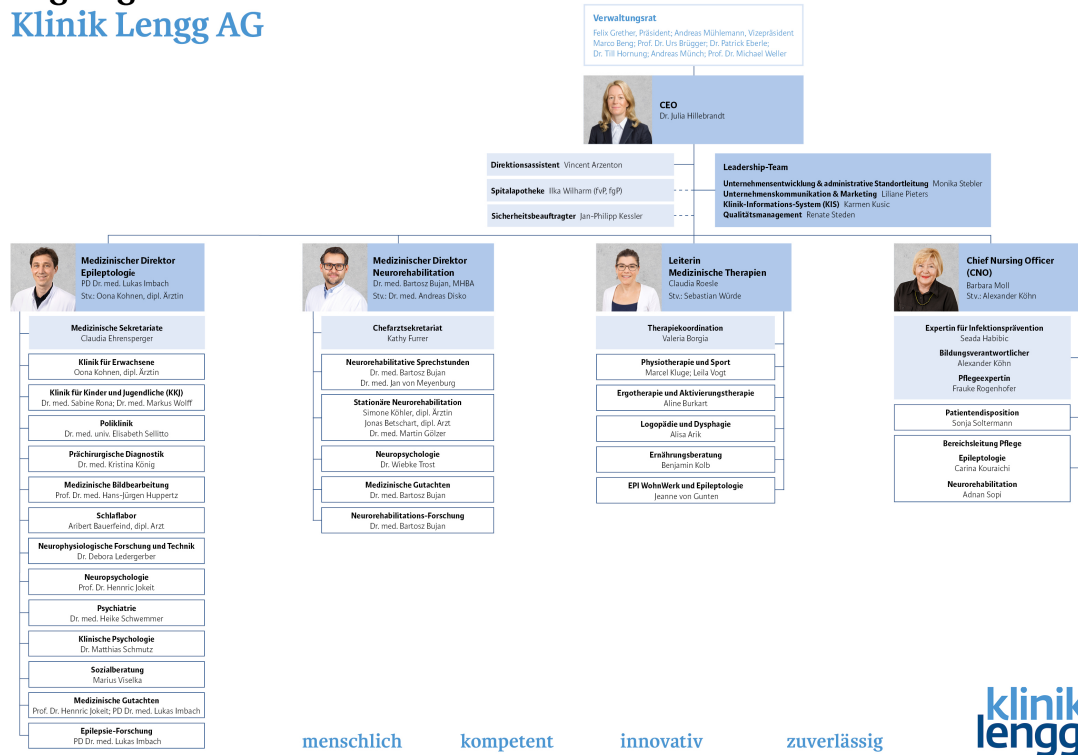 Klinik Lengg AG
Verwaltungsrat
Felix Grether, Präsident; Andreas Mühlemann, Vizepräsident
Marco Beng; Prof. Dr. Urs Brügger; Dr. Patrick Eberle;
Dr. Till Hornung; Andreas Münch; Prof. Dr. Michael Weller
CEO
Dr. Julia Hillebrandt
Direktionsassistent Vincent Arzenton
Spitalapotheke Ilka Wilharm (fvP, fgP)
Sicherheitsbeauftragter Jan-Philipp Kessler
Leadership-Team
Unternehmensentwicklung & administrative Standortleitung Monika Stebler
Unternehmenskommunikation & Marketing Liliane Pieters
Klinik-Informations-System (KIS) Karmen Kusic
Qualitätsmanagement Renate Steden
Medizinischer Direktor
Epileptologie
PD Dr. med. Lukas Imbach
Stv.: Oona Kohnen, dipl. Ärztin
Medizinische Sekretariate
Claudia Ehrensperger
Klinik für Erwachsene
Oona Kohnen, dipl. Ärztin
Klinik für Kinder und Jugendliche (KKJ)
Dr. med. Sabine Rona; Dr. med. Markus Wolff
Poliklinik
Dr. med. univ. Elisabeth Sellitto
Prächirurgische Diagnostik
Dr. med. Kristina König
Medizinische Bildbearbeitung
Prof. Dr. med. Hans-Jürgen Huppertz
Schlaflabor
Aribert Bauerfeind, dipl. Arzt
Neurophysiologische Forschung und Technik
Dr. Debora Ledergerber
Neuropsychologie
Prof. Dr. Hennric Jokeit
Psychiatrie
Dr. med. Heike Schwemmer
Klinische Psychologie
Dr. Matthias Schmutz
Sozialberatung
Marius Viselka
Medizinische Gutachten
Prof. Dr. Hennric Jokeit; PD Dr. med. Lukas Imbach
Epilepsie-Forschung
PD Dr. med. Lukas Imbach
Medizinischer Direktor
Neurorehabilitation
Dr. med. Bartosz Bujan, MHBA
Stv.: Dr. med. Andreas Disko
Chefarztsekretariat
Kathy Furrer
Neurorehabilitative Sprechstunden
Dr. med. Bartosz Bujan
Dr. med. Jan von Meyenburg
Stationäre Neurorehabilitation
Simone Köhler, dipl. Ärztin
Jonas Betschart, dipl. Arzt
Dr. med. Martin Gölzer
Neuropsychologie
Dr. Wiebke Trost
Medizinische Gutachten
Dr. med. Bartosz Bujan
Neurorehabilitations-Forschung
Dr. med. Bartosz Bujan
Leiterin
Medizinische Therapien
Claudia Roesle
Stv.: Sebastian Würde
Therapiekoordination
Valeria Borgia
Physiotherapie und Sport
Marcel Kluge; Leila Vogt
Ergotherapie und Aktivierungstherapie
Aline Burkart
Logopädie und Dysphagie
Alisa Arik
Ernährungsberatung
Benjamin Kolb
EPI WohnWerk und Epileptologie
Jeanne von Gunten
Chief Nursing Officer
(CNO)
Barbara Moll
Stv.: Alexander Köhn
Expertin für Infektionsprävention
Seada Habibic
Bildungsverantwortlicher
Alexander Köhn
Pflegeexpertin
Frauke Rogenhofer
Patientendisposition
Sonja Soltermann
Bereichsleitung Pflege
Epileptologie
Carina Kouraichi
Neurorehabilitation
Adnan Sopi
menschlich kompetent innovativ zuverlässig
klinik
lengg